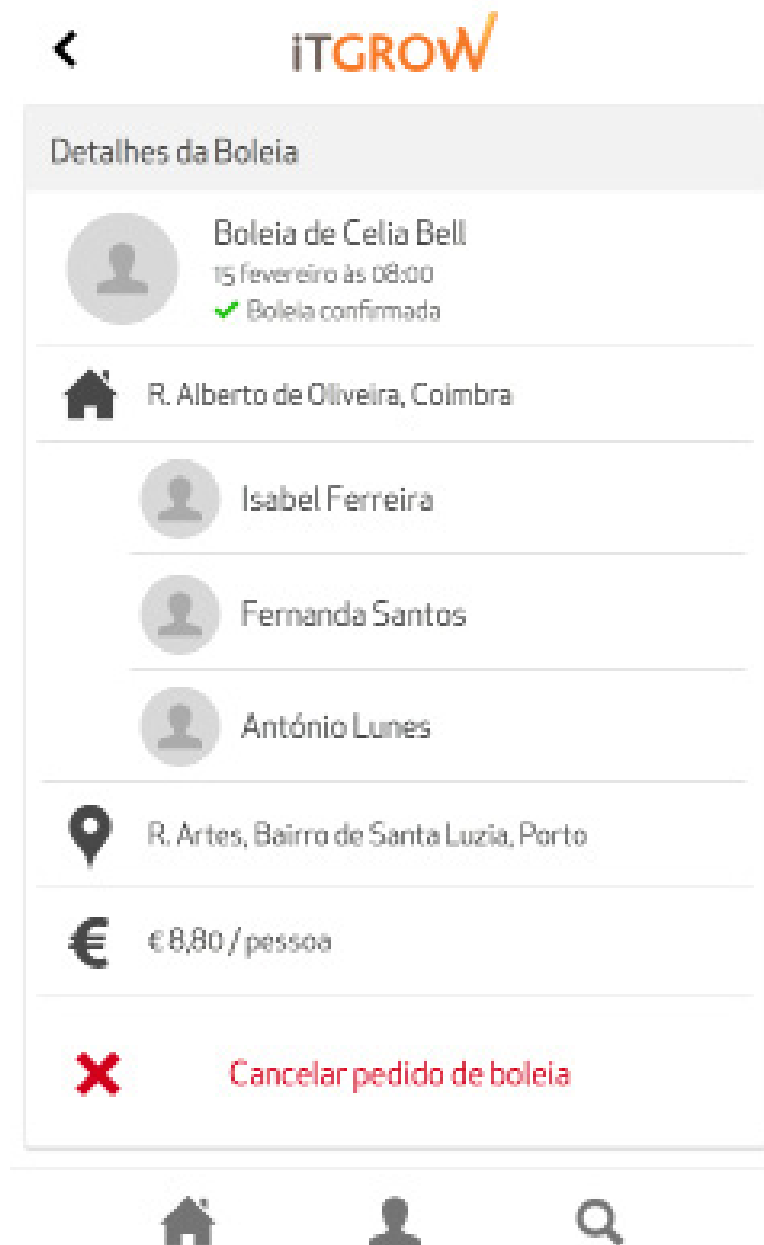 iTGROW
Detalhes da Boleia
Boleia de Celia Bell
15 fevereiro às 08:00
Boleia confirmada
R. Alberto de Oliveira, Coimbra
Isabel Ferreira
Fernanda Santos
António Lunes
R. Artes, Bairro de Santa Luzia, Porto
€ 8,80 / pessoa
Cancelar pedido de boleia